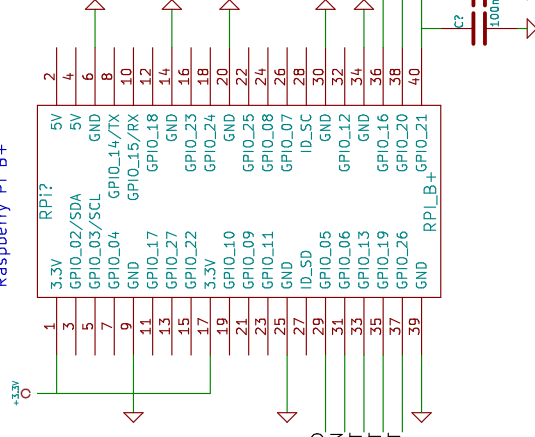 C?
100n
2 4 6 8 10 12 14 16 18 20 22 24 26 28 30 32 34 36 38 40
5V 5V GND GPIO_14/TX GPIO_15/RX GPIO_18 GND GPIO_23 GPIO_24 GND GPIO_25 GPIO_08 GPIO_07 ID_SC GND GPIO_12 GND GPIO_16 GPIO_20 GPIO_21
Raspberry Pi B+
RPi?
RPI_B+
3.3V GPIO_02/SDA GPIO_03/SCL GPIO_04 GND GPIO_17 GPIO_27 GPIO_22 3.3V GPIO_10 GPIO_09 GPIO_11 GND ID_SD GPIO_05 GPIO_06 GPIO_13 GPIO_19 GPIO_26 GND
1 3 5 7 9 11 13 15 17 19 21 23 25 27 29 31 33 35 37 39
+3.3V